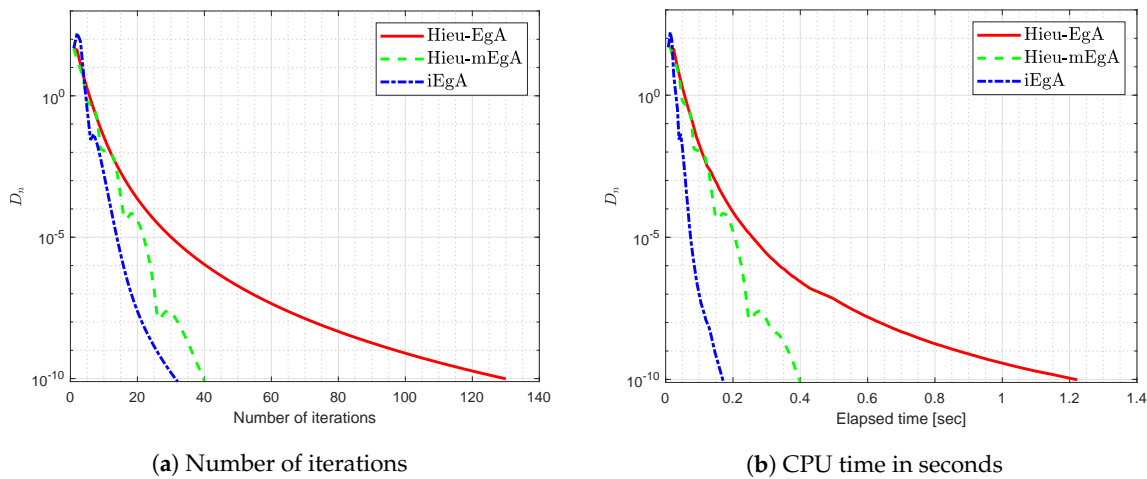 Hieu-EgA
Hieu-mEgA
iEgA
10^0
10^-5
10^-10
D_n
0 20 40 60 80 100 120 140
Number of iterations
(a) Number of iterations
Hieu-EgA
Hieu-mEgA
iEgA
10^0
10^-5
10^-10
D_n
0 0.2 0.4 0.6 0.8 1 1.2 1.4
Elapsed time [sec]
(b) CPU time in seconds